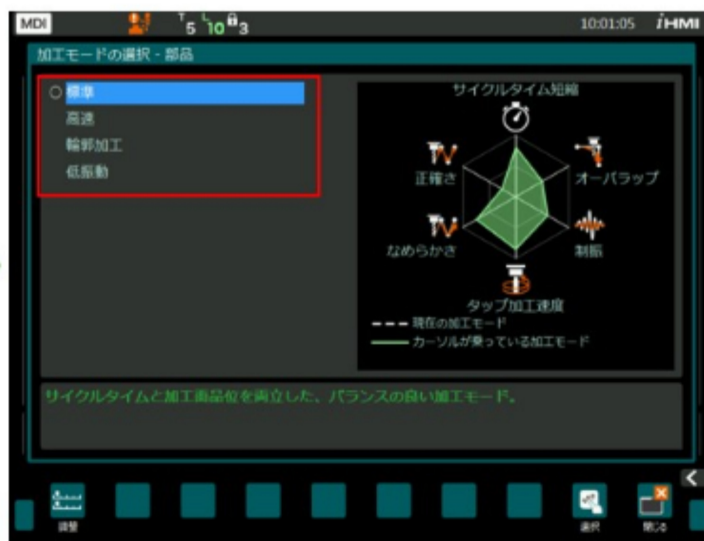 MDI T5 L10 3 10:01:05 iHMI
加工モードの選択 - 部品
標準
高速
輪郭加工
低振動
サイクルタイム短縮
正確さ
オーバラップ
なめらかさ
制振
タップ加工速度
現在の加工モード
カーソルが乗っている加工モード
サイクルタイムと加工面品位を両立した、バランスの良い加工モード。
調整
選択
閉じる